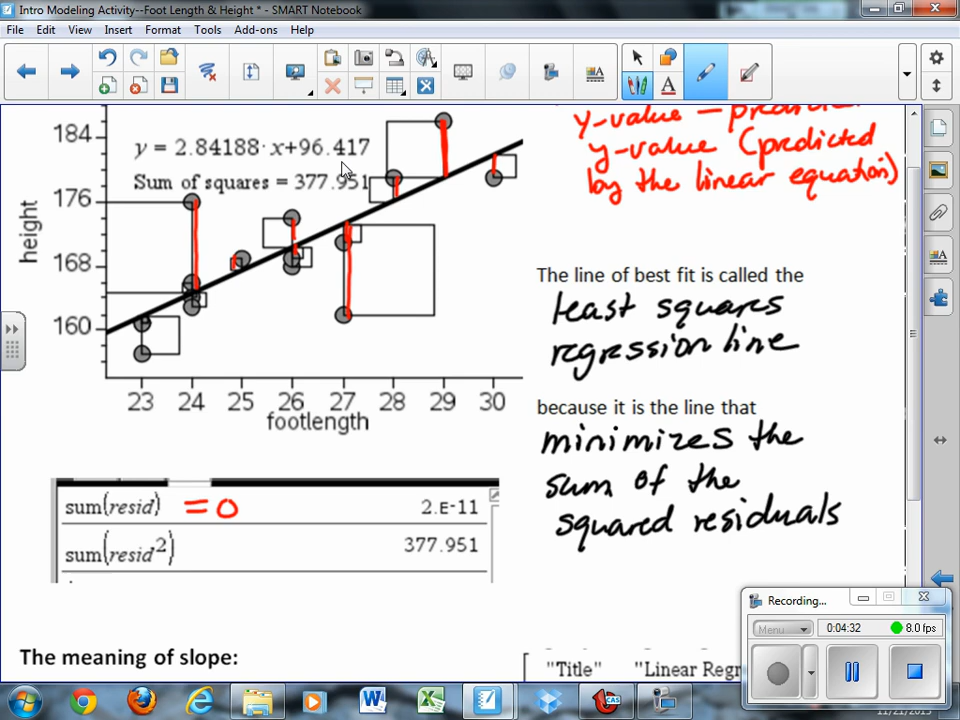 Intro Modeling Activity--Foot Length & Height * - SMART Notebook
File Edit View Insert Format Tools Add-ons Help
y-value
y-value (predicted
by the linear equation)
184
y = 2.84188· x+96.417
Sum of squares = 377.951
176
height
168
160
23 24 25 26 27 28 29 30
footlength
The line of best fit is called the
least squares
regression line
because it is the line that
minimizes the
sum of the
squared residuals
sum(resid) = 0 2.E-11
sum(resid²) 377.951
The meaning of slope:
"Title" "Linear Regr
Recording...
Menu 0:04:32 8.0 fps
CAS